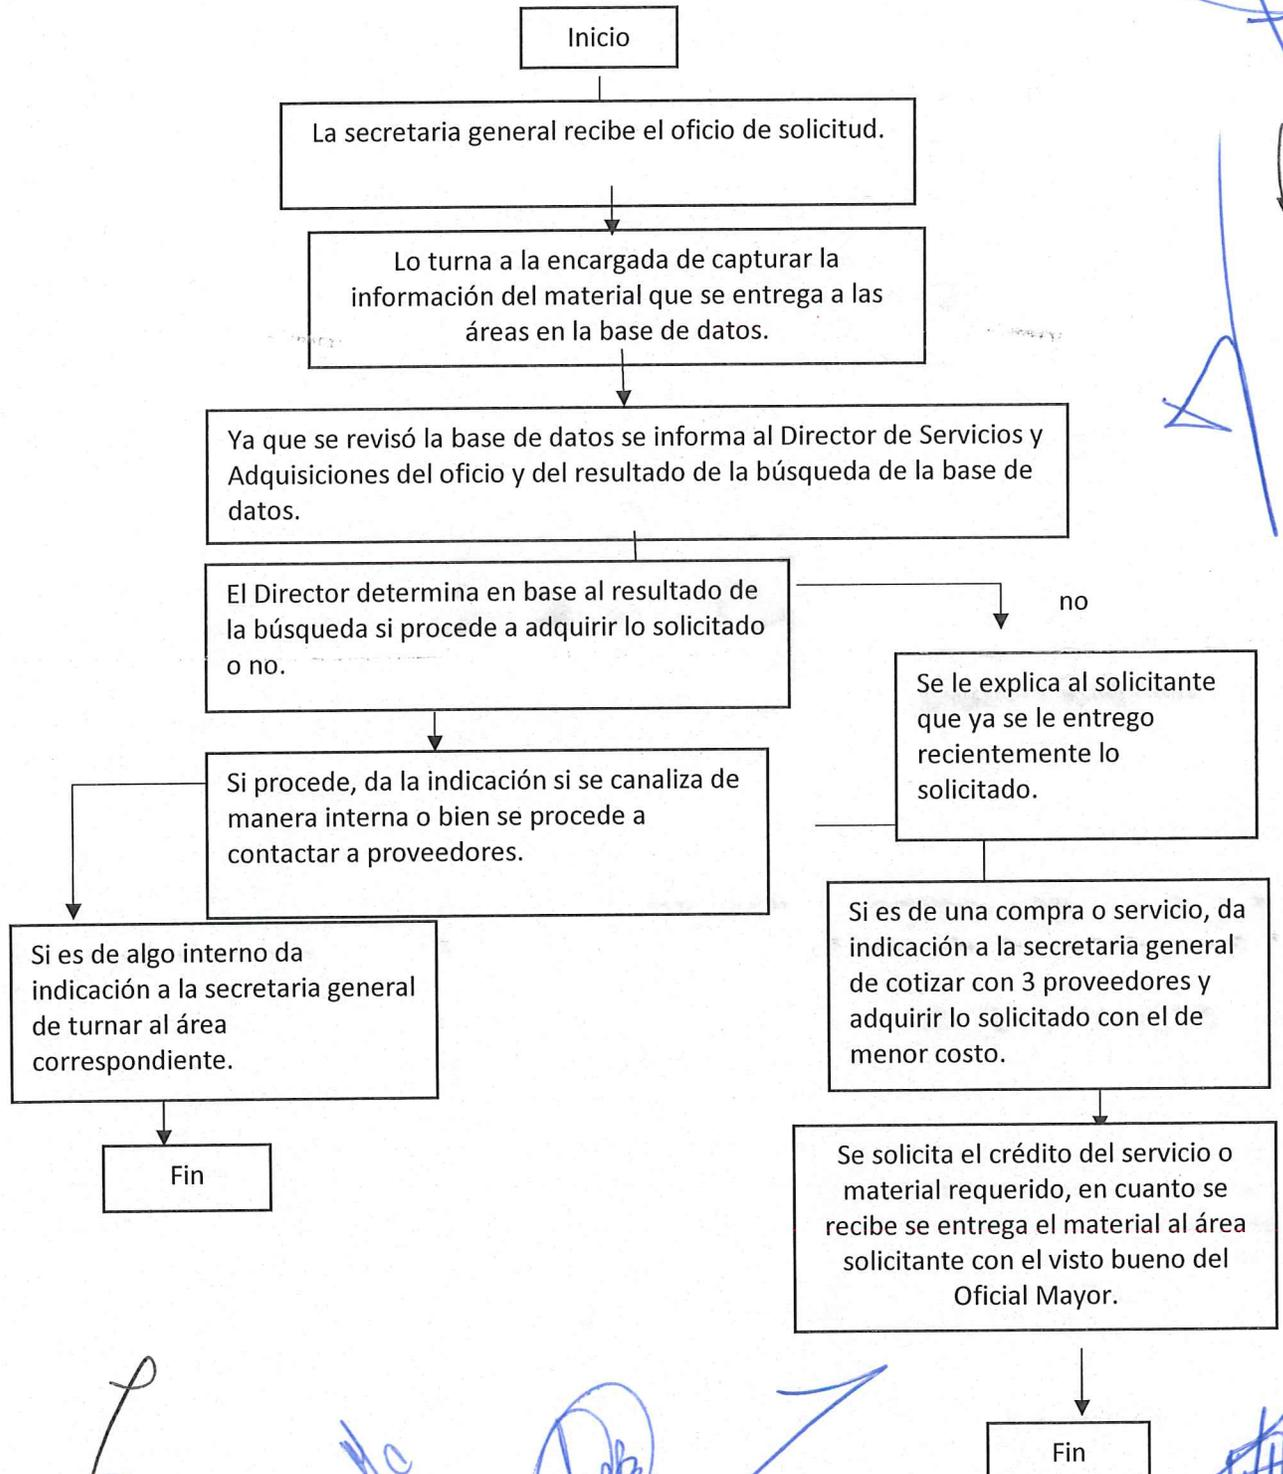 Inicio
La secretaria general recibe el oficio de solicitud.
Lo turna a la encargada de capturar la
información del material que se entrega a las
áreas en la base de datos.
Ya que se revisó la base de datos se informa al Director de Servicios y
Adquisiciones del oficio y del resultado de la búsqueda de la base de
datos.
El Director determina en base al resultado de
la búsqueda si procede a adquirir lo solicitado
o no.
no
Se le explica al solicitante
que ya se le entrego
recientemente lo
solicitado.
Si procede, da la indicación si se canaliza de
manera interna o bien se procede a
contactar a proveedores.
Si es de algo interno da
indicación a la secretaria general
de turnar al área
correspondiente.
Fin
Si es de una compra o servicio, da
indicación a la secretaria general
de cotizar con 3 proveedores y
adquirir lo solicitado con el de
menor costo.
Se solicita el crédito del servicio o
material requerido, en cuanto se
recibe se entrega el material al área
solicitante con el visto bueno del
Oficial Mayor.
Fin